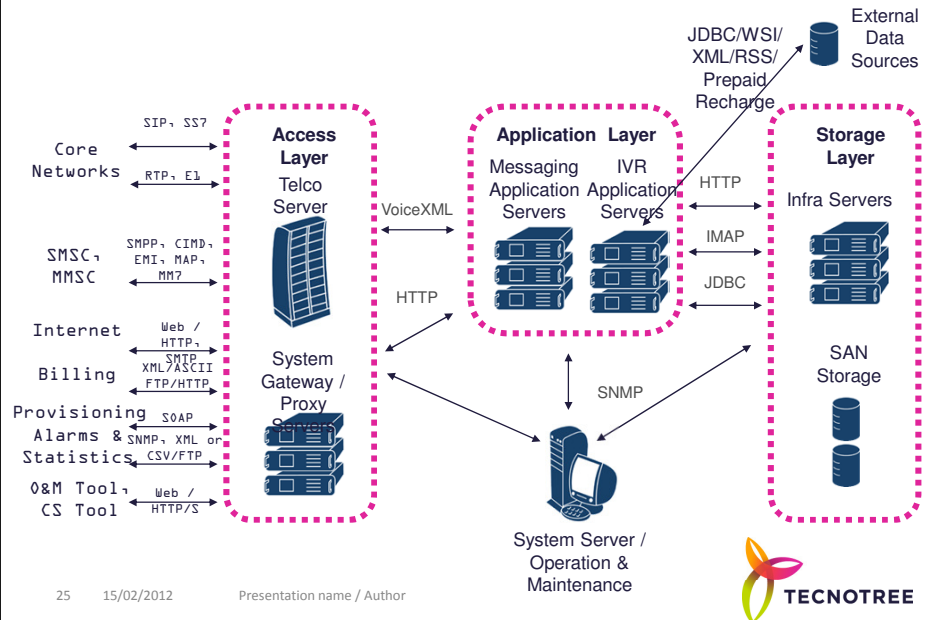 External
Data
Sources
JDBC/WSI/
XML/RSS/
Prepaid
Recharge
Core
Networks
SIP, SS7
RTP, E1
SMSC,
MMSC
SMPP, CIMD,
EMI, MAP,
MM7
Internet
Web /
HTTP,
SMTP
Billing
XML/ASCII
FTP/HTTP
Provisioning
SOAP
Alarms &
Statistics
SNMP, XML or
CSV/FTP
O&M Tool,
CS Tool
Web /
HTTP/S
Access
Layer
Telco
Server
System
Gateway /
Proxy
Servers
VoiceXML
HTTP
Application Layer
Messaging
Application
Servers
IVR
Application
Servers
HTTP
IMAP
JDBC
SNMP
Storage
Layer
Infra Servers
SAN
Storage
System Server /
Operation &
Maintenance
25 15/02/2012 Presentation name / Author
TECNOTREE